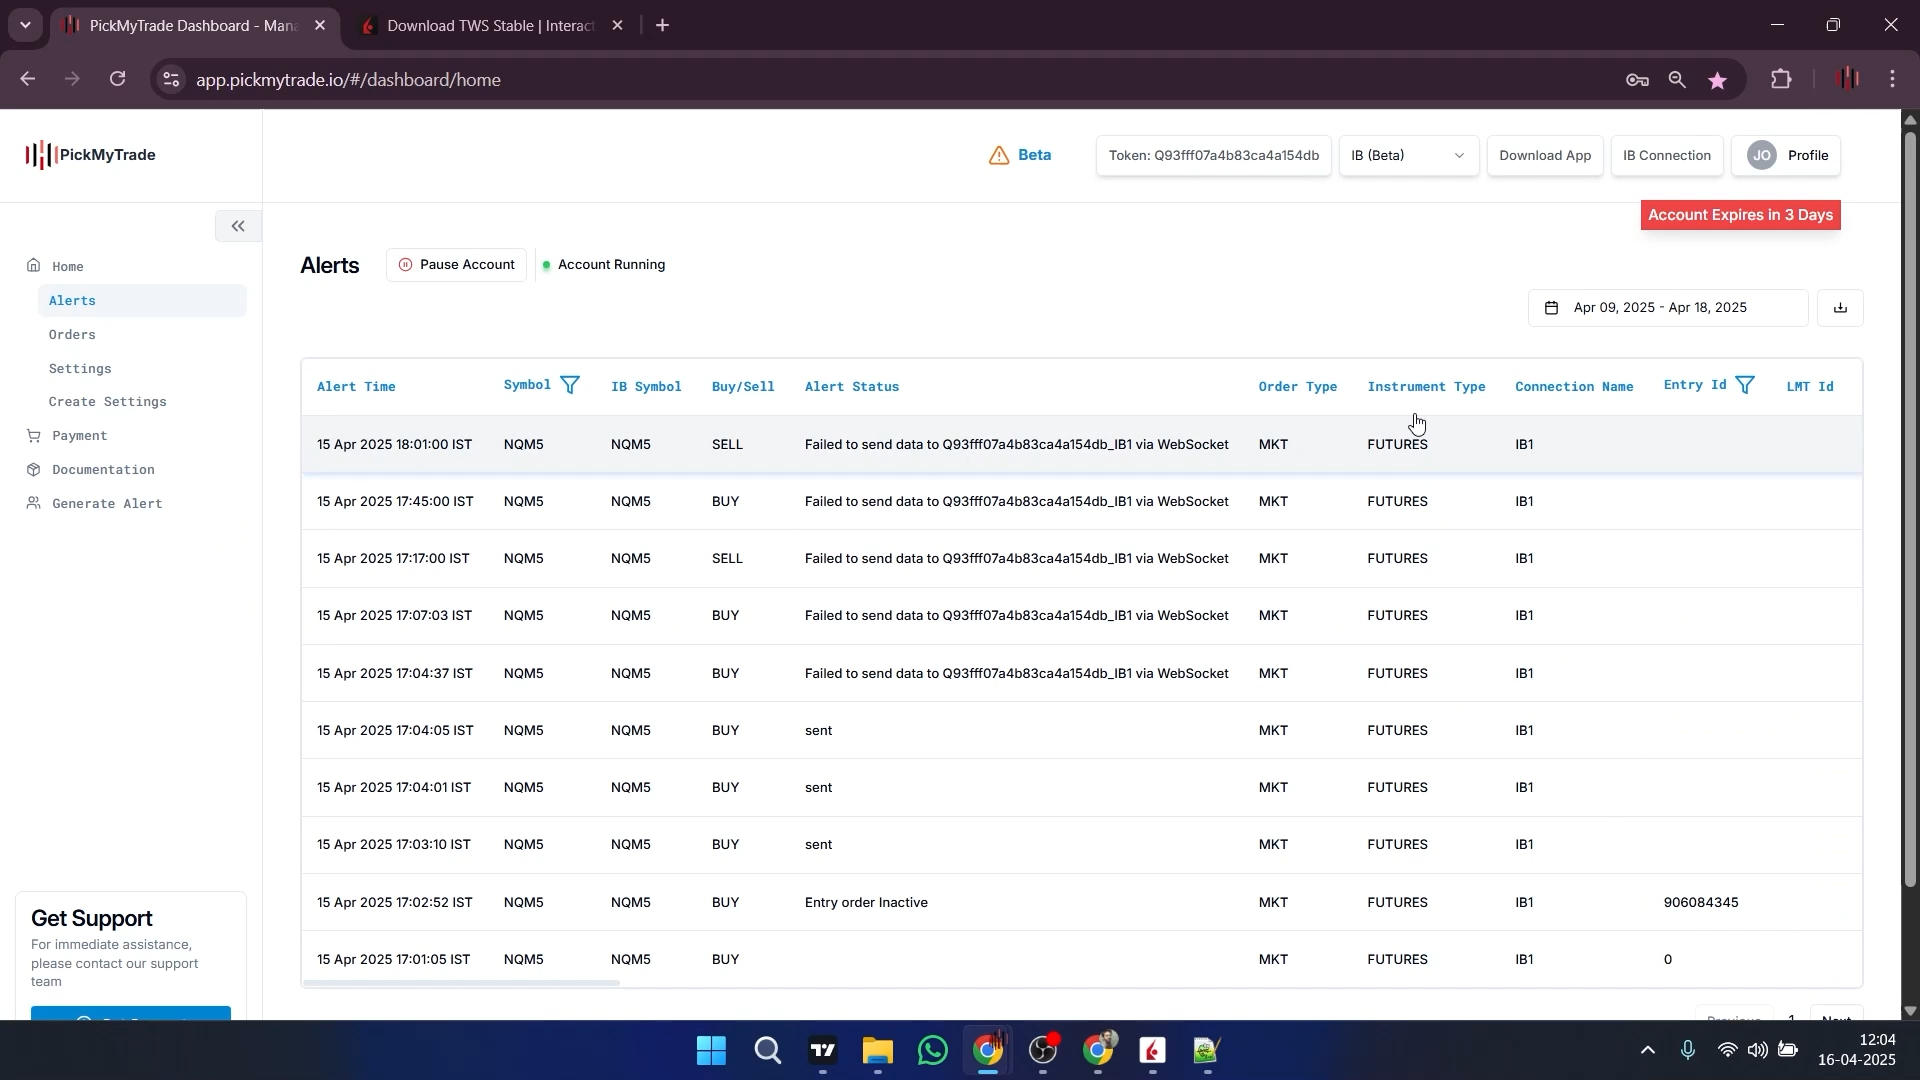 PickMyTrade Dashboard - Mana
Download TWS Stable | Interact
app.pickmytrade.io/#/dashboard/home
PickMyTrade
Beta
Token: Q93fff07a4b83ca4a154db
IB (Beta)
Download App
IB Connection
JO
Profile
Account Expires in 3 Days
Home
Alerts
Orders
Settings
Create Settings
Payment
Documentation
Generate Alert
Get Support
For immediate assistance,
please contact our support
team
Alerts
Pause Account
Account Running
Apr 09, 2025 - Apr 18, 2025
Alert Time Symbol IB Symbol Buy/Sell Alert Status Order Type Instrument Type Connection Name Entry Id LMT Id
15 Apr 2025 18:01:00 IST NQM5 NQM5 SELL Failed to send data to Q93fff07a4b83ca4a154db_IB1 via WebSocket MKT FUTURES IB1
15 Apr 2025 17:45:00 IST NQM5 NQM5 BUY Failed to send data to Q93fff07a4b83ca4a154db_IB1 via WebSocket MKT FUTURES IB1
15 Apr 2025 17:17:00 IST NQM5 NQM5 SELL Failed to send data to Q93fff07a4b83ca4a154db_IB1 via WebSocket MKT FUTURES IB1
15 Apr 2025 17:07:03 IST NQM5 NQM5 BUY Failed to send data to Q93fff07a4b83ca4a154db_IB1 via WebSocket MKT FUTURES IB1
15 Apr 2025 17:04:37 IST NQM5 NQM5 BUY Failed to send data to Q93fff07a4b83ca4a154db_IB1 via WebSocket MKT FUTURES IB1
15 Apr 2025 17:04:05 IST NQM5 NQM5 BUY sent MKT FUTURES IB1
15 Apr 2025 17:04:01 IST NQM5 NQM5 BUY sent MKT FUTURES IB1
15 Apr 2025 17:03:10 IST NQM5 NQM5 BUY sent MKT FUTURES IB1
15 Apr 2025 17:02:52 IST NQM5 NQM5 BUY Entry order Inactive MKT FUTURES IB1 906084345
15 Apr 2025 17:01:05 IST NQM5 NQM5 BUY MKT FUTURES IB1 0
Previous 1 Next
12:04
16-04-2025